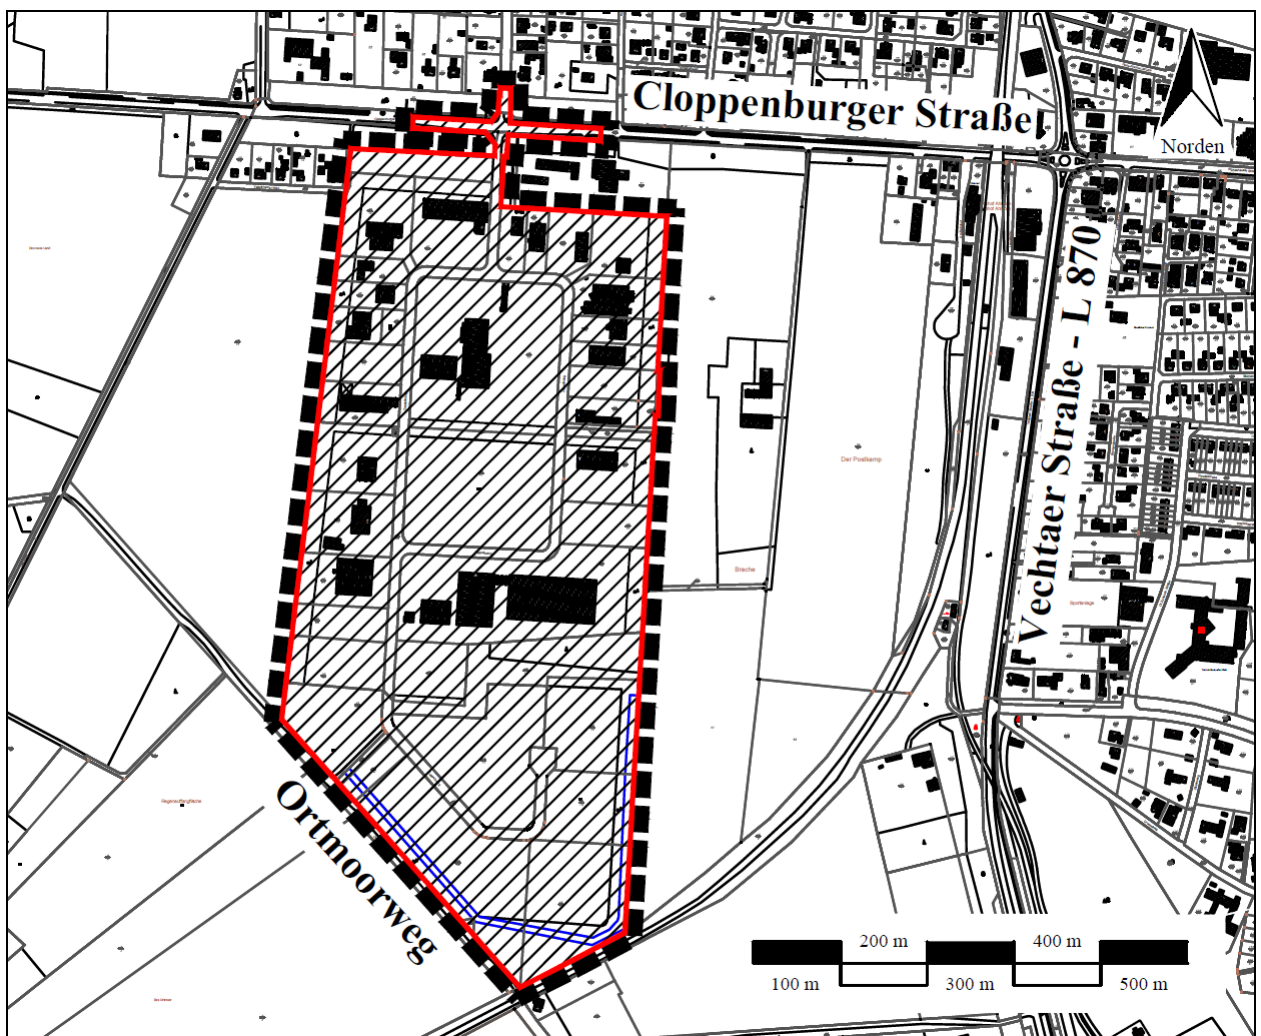 Cloppenburger Straße
Norden
Vechtaer Straße - L 870
Der Postkamp
Brache
Ortmoorweg
200 m
400 m
100 m
300 m
500 m